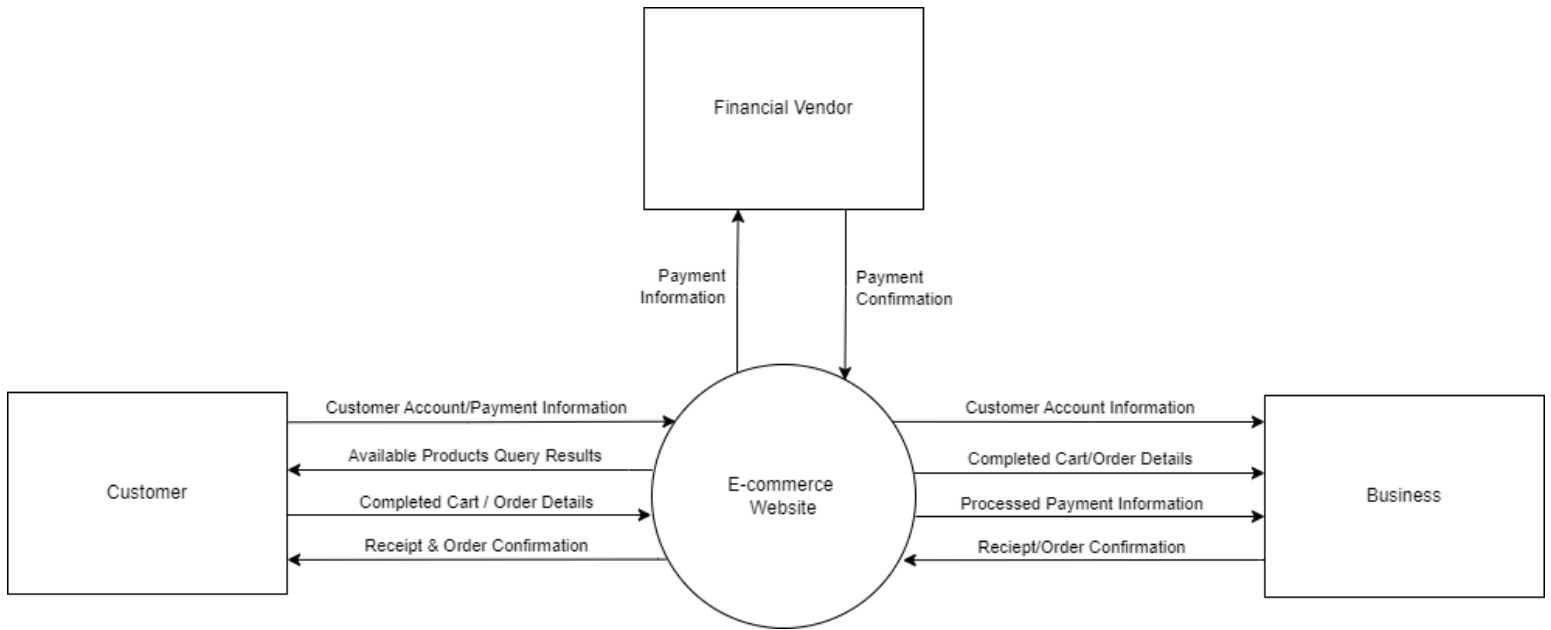 Financial Vendor
Payment
Information
Payment
Confirmation
Customer Account/Payment Information
Available Products Query Results
Completed Cart / Order Details
Receipt & Order Confirmation
Customer
E-commerce
Website
Customer Account Information
Completed Cart/Order Details
Processed Payment Information
Reciept/Order Confirmation
Business